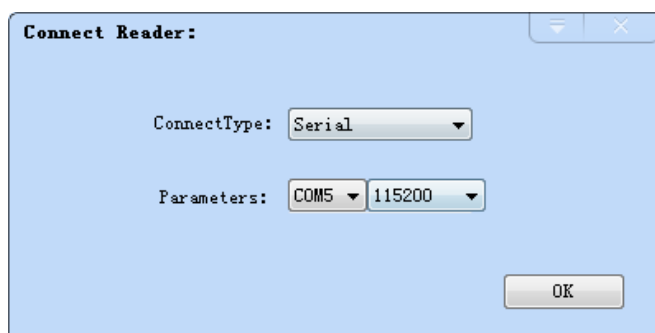 Connect Reader:
ConnectType: Serial
Parameters: COM5 115200
OK